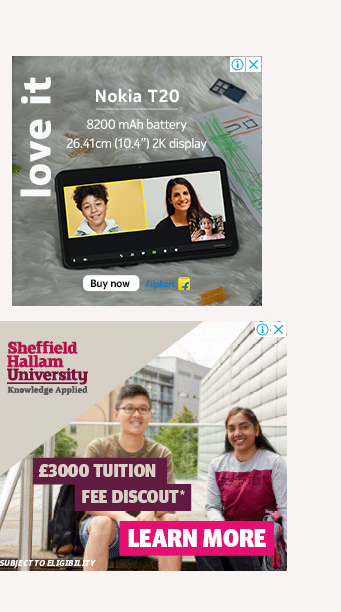 love it
Nokia T20
8200 mAh battery
26.41cm (10.4") 2K display
Buy now
Flipkart
Sheffield
Hallam
University
Knowledge Applied
£3000 TUITION
FEE DISCOUT*
LEARN MORE
SUBJECT TO ELIGIBILITY